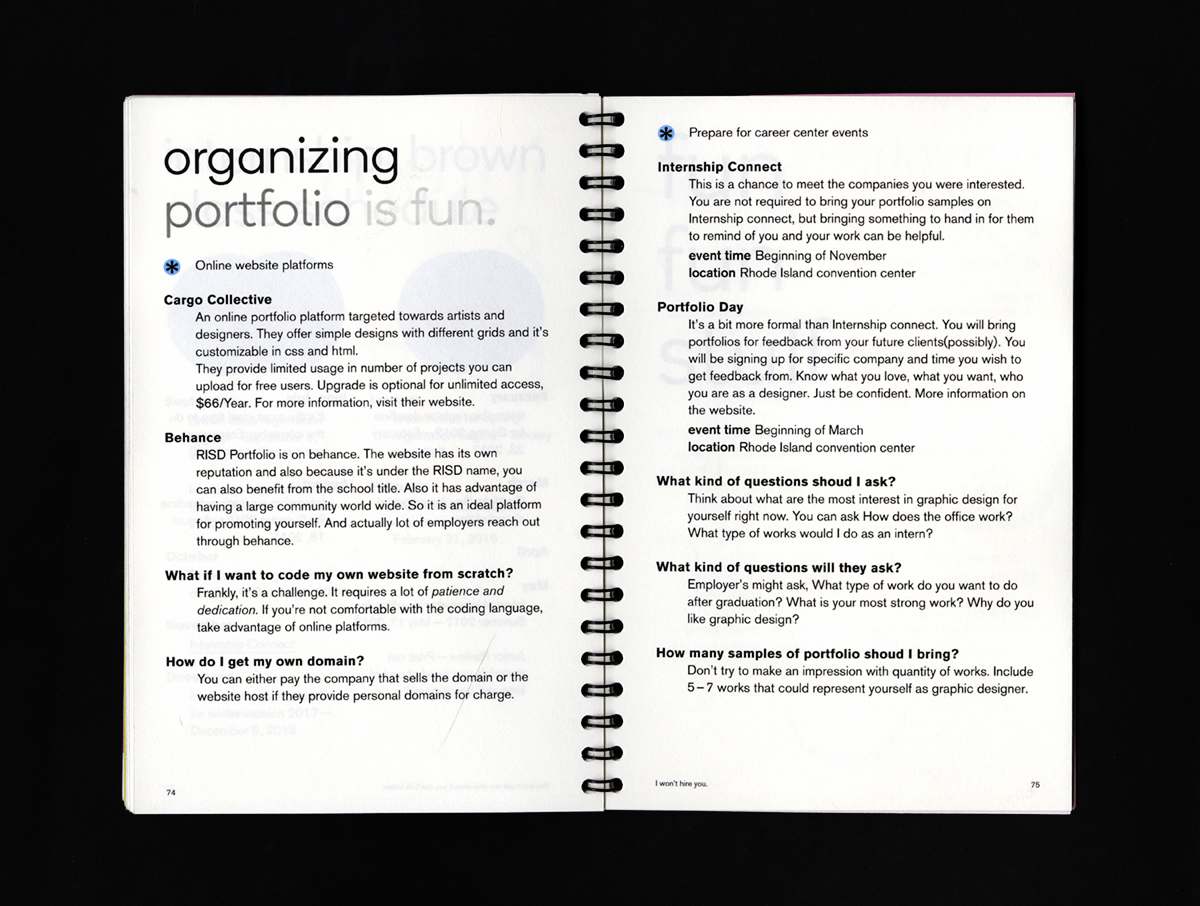 organizing
portfolio is fun.
* Online website platforms
Cargo Collective
An online portfolio platform targeted towards artists and
designers. They offer simple designs with different grids and it's
customizable in css and html.
They provide limited usage in number of projects you can
upload for free users. Upgrade is optional for unlimited access,
$66/Year. For more information, visit their website.
Behance
RISD Portfolio is on behance. The website has its own
reputation and also because it's under the RISD name, you
can also benefit from the school title. Also it has advantage of
having a large community world wide. So it is an ideal platform
for promoting yourself. And actually lot of employers reach out
through behance.
What if I want to code my own website from scratch?
Frankly, it's a challenge. It requires a lot of patience and
dedication. If you're not comfortable with the coding language,
take advantage of online platforms.
How do I get my own domain?
You can either pay the company that sells the domain or the
website host if they provide personal domains for charge.
74
* Prepare for career center events
Internship Connect
This is a chance to meet the companies you were interested.
You are not required to bring your portfolio samples on
Internship connect, but bringing something to hand in for them
to remind of you and your work can be helpful.
event time Beginning of November
location Rhode Island convention center
Portfolio Day
It's a bit more formal than Internship connect. You will bring
portfolios for feedback from your future clients(possibly). You
will be signing up for specific company and time you wish to
get feedback from. Know what you love, what you want, who
you are as a designer. Just be confident. More information on
the website.
event time Beginning of March
location Rhode Island convention center
What kind of questions shoud I ask?
Think about what are the most interest in graphic design for
yourself right now. You can ask How does the office work?
What type of works would I do as an intern?
What kind of questions will they ask?
Employer's might ask, What type of work do you want to do
after graduation? What is your most strong work? Why do you
like graphic design?
How many samples of portfolio shoud I bring?
Don't try to make an impression with quantity of works. Include
5–7 works that could represent yourself as graphic designer.
I won't hire you.
75